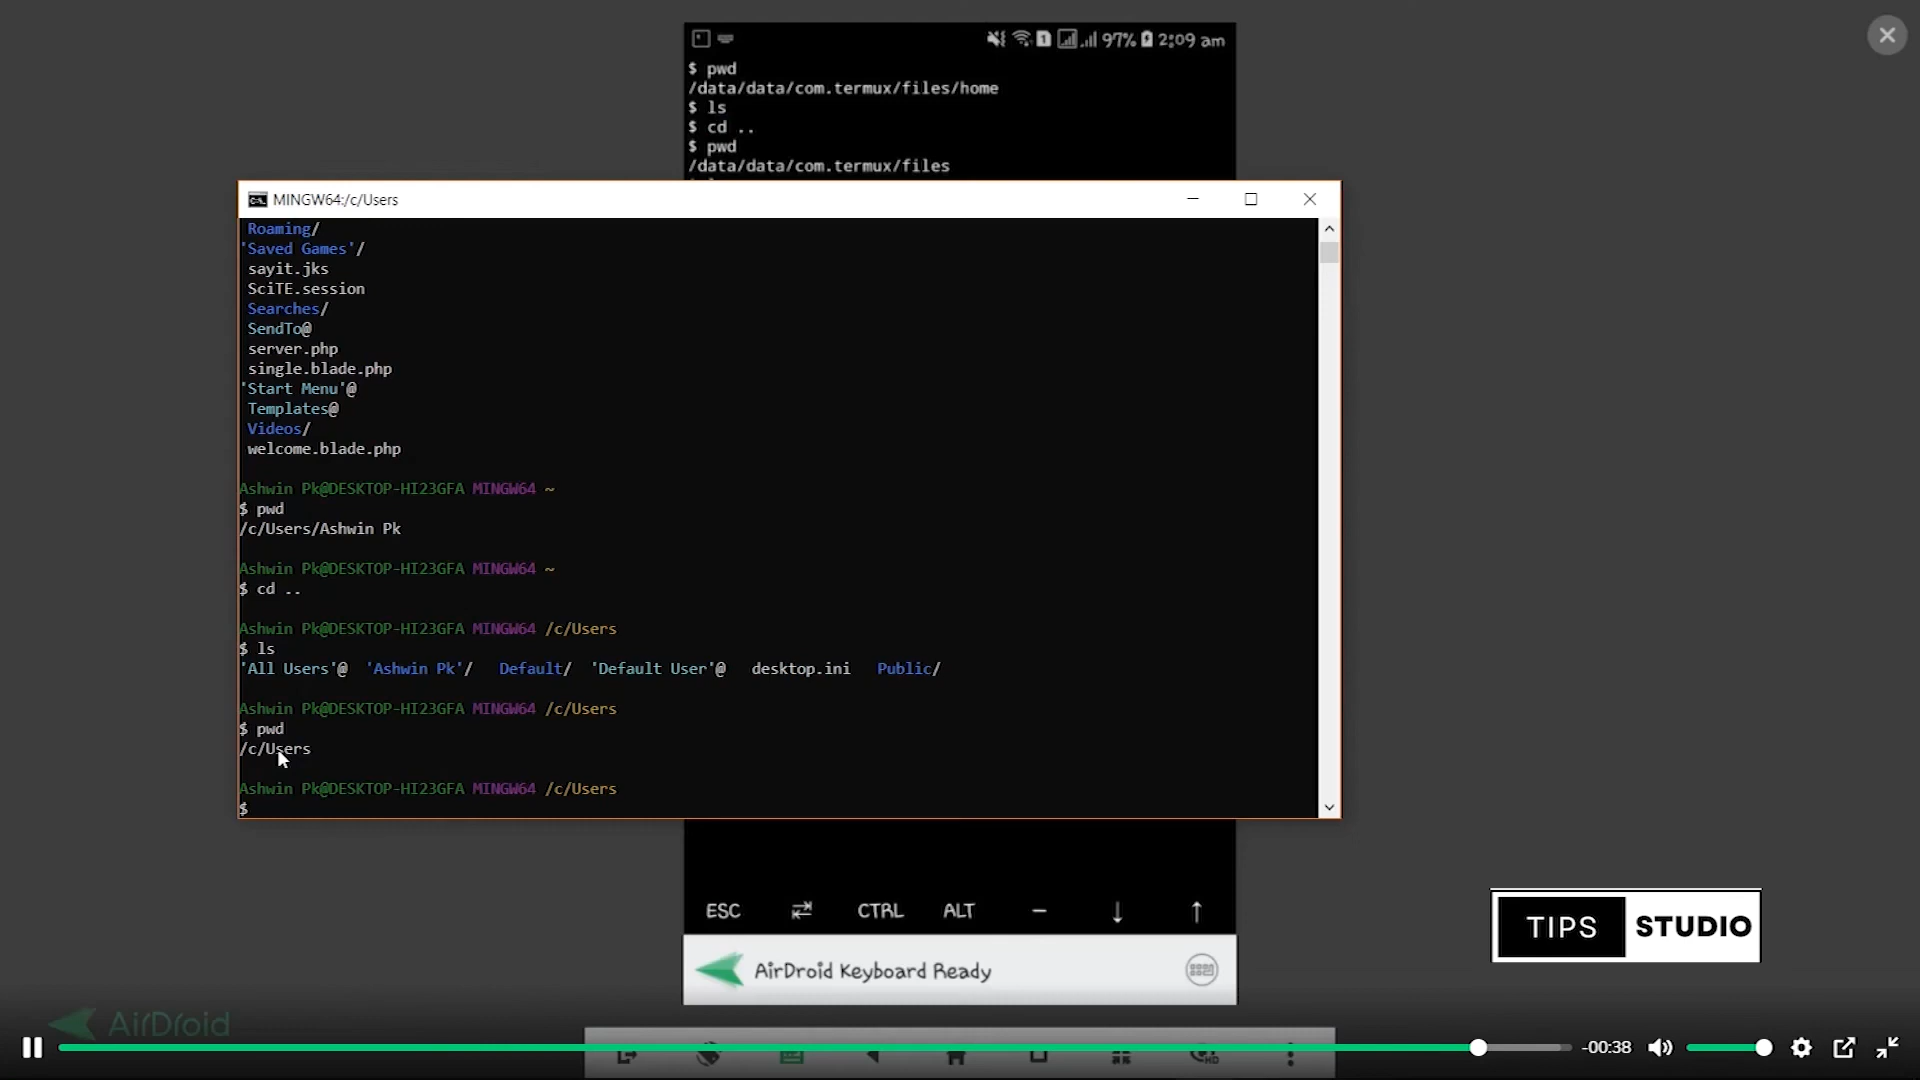 97% 2:09 am
$ pwd
/data/data/com.termux/files/home
$ ls
$ cd ..
$ pwd
/data/data/com.termux/files
MINGW64:/c/Users
Roaming/
'Saved Games'/
sayit.jks
SciTE.session
Searches/
SendTo@
server.php
single.blade.php
'Start Menu'@
Templates@
Videos/
welcome.blade.php
Ashwin Pk@DESKTOP-HI23GFA MINGW64 ~
$ pwd
/c/Users/Ashwin Pk
Ashwin Pk@DESKTOP-HI23GFA MINGW64 ~
$ cd ..
Ashwin Pk@DESKTOP-HI23GFA MINGW64 /c/Users
$ ls
'All Users'@ 'Ashwin Pk'/ Default/ 'Default User'@ desktop.ini Public/
Ashwin Pk@DESKTOP-HI23GFA MINGW64 /c/Users
$ pwd
/c/Users
Ashwin Pk@DESKTOP-HI23GFA MINGW64 /c/Users
$
ESC CTRL ALT – ↓ ↑
TIPS STUDIO
AirDroid Keyboard Ready
AirDroid
-00:38